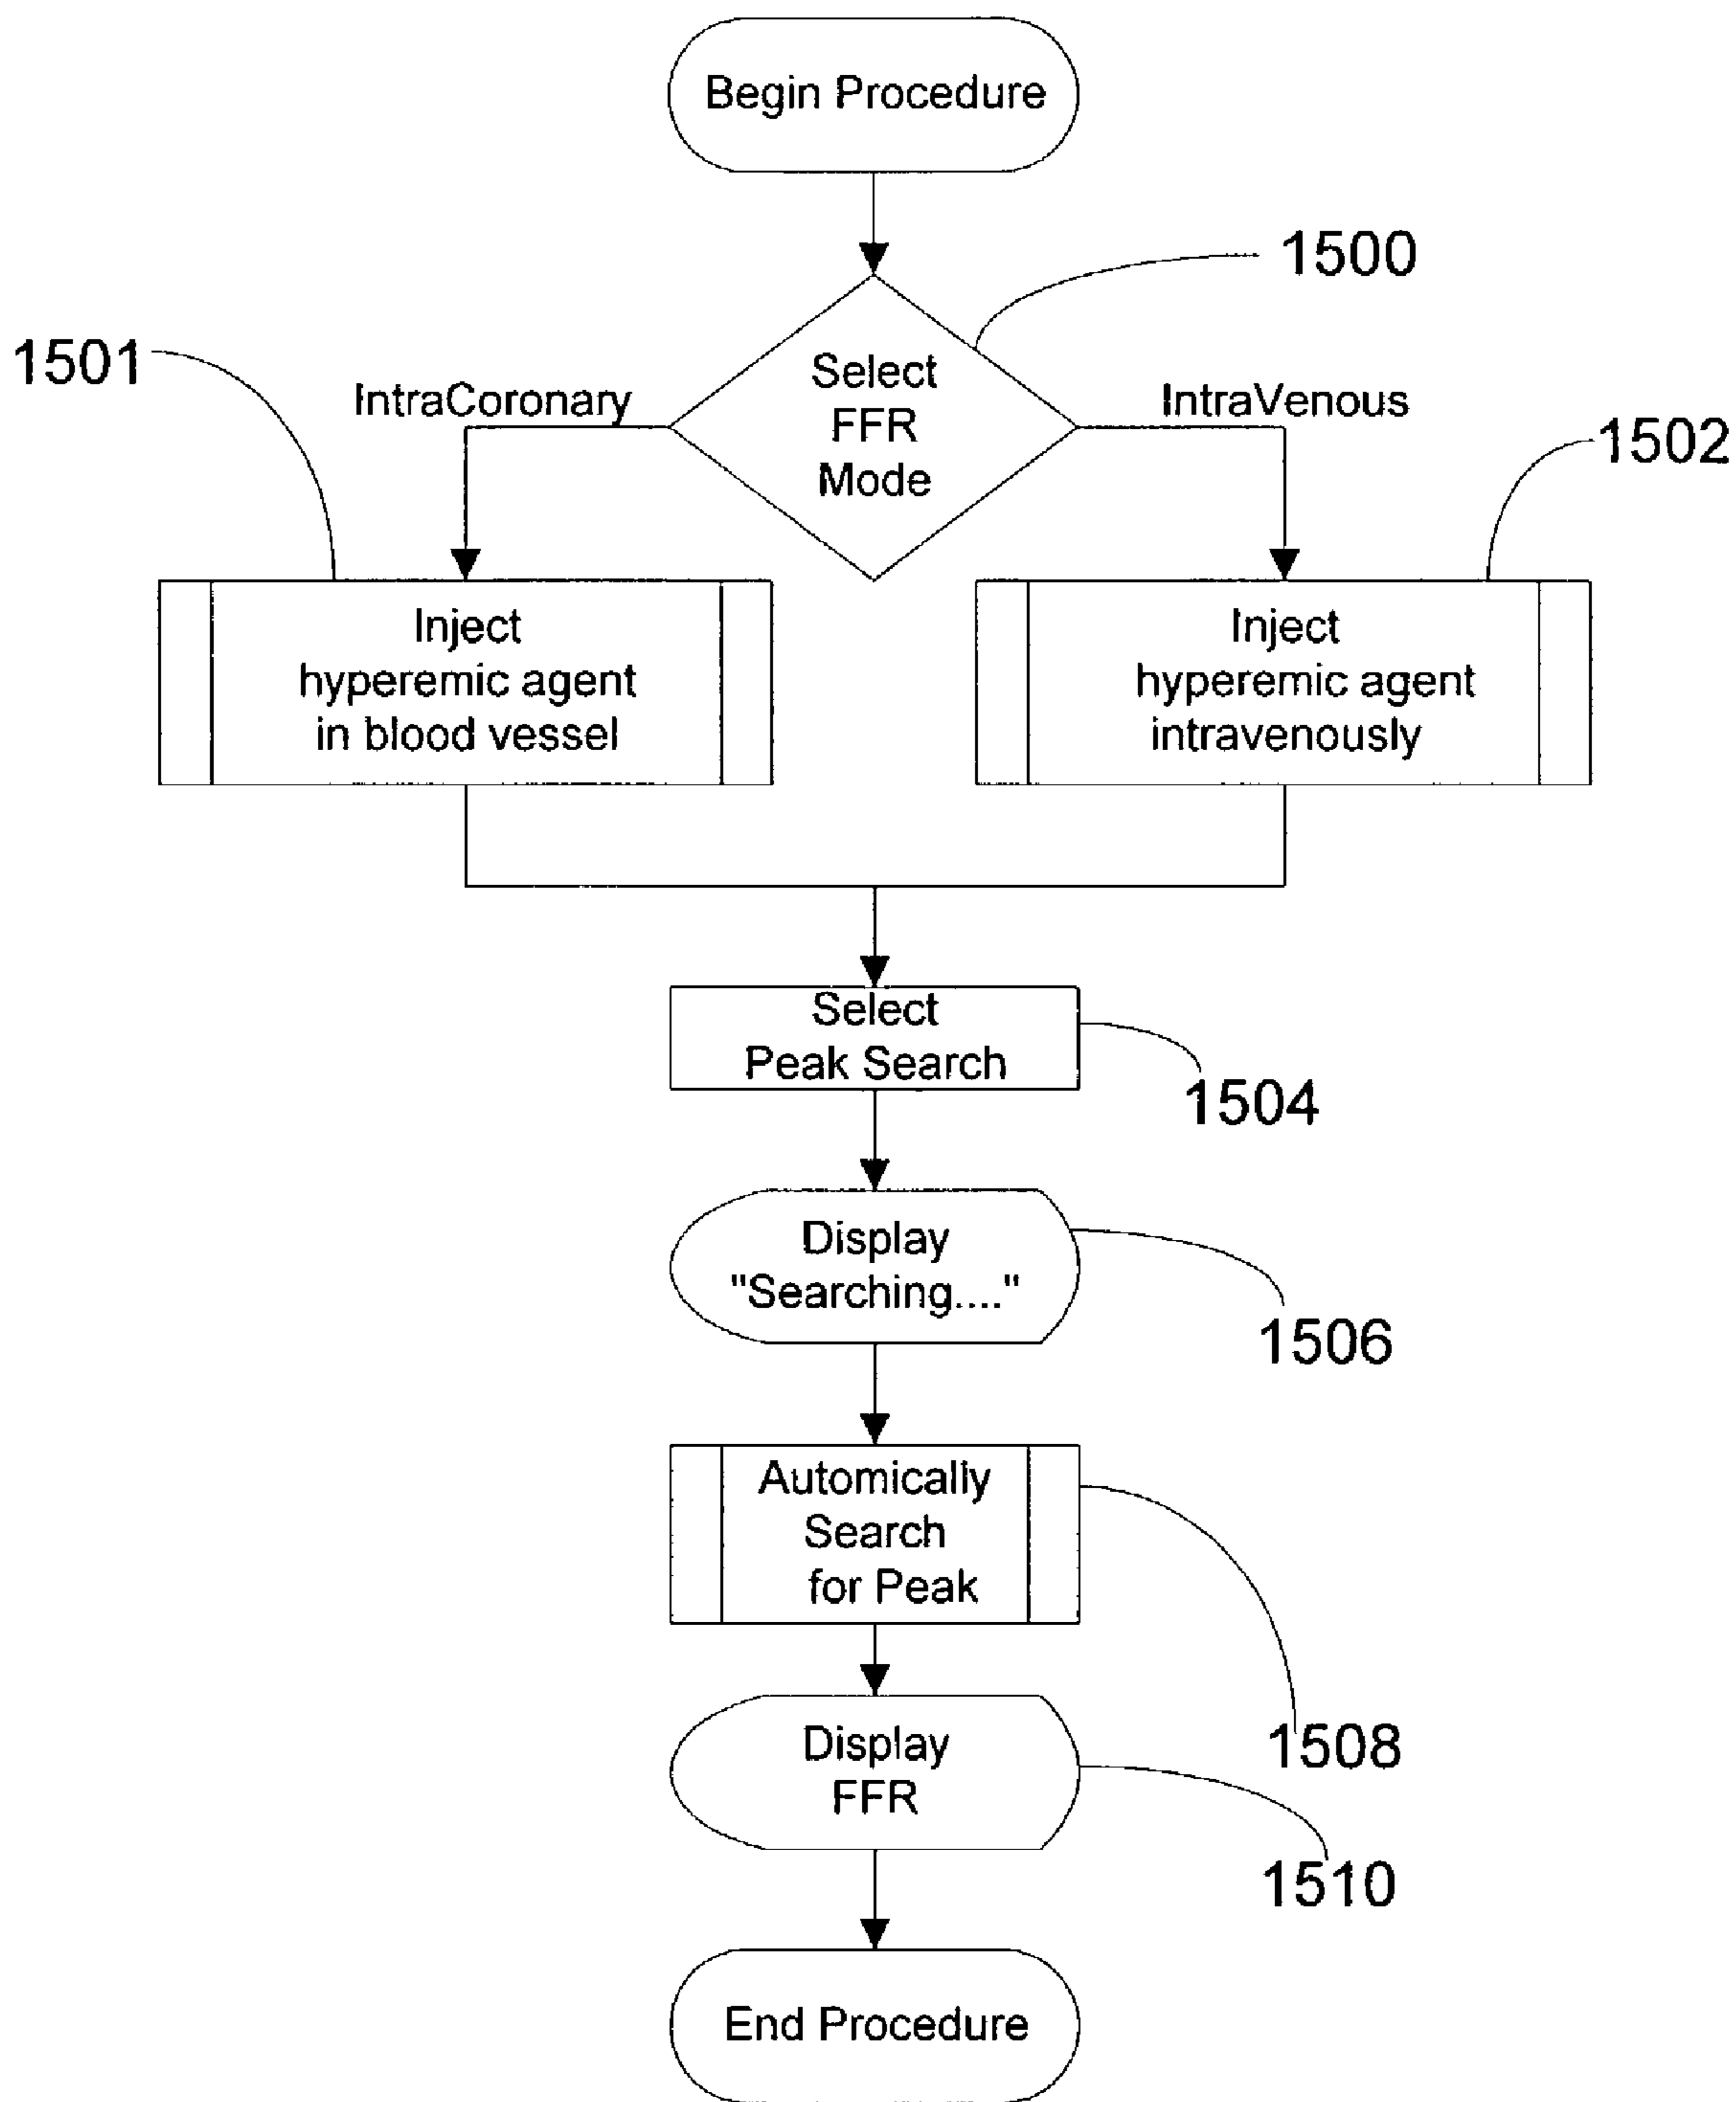 Begin Procedure
1500
1501
Select
FFR
Mode
IntraCoronary
IntraVenous
1502
Inject
hyperemic agent
in blood vessel
Inject
hyperemic agent
intravenously
Select
Peak Search
1504
Display
"Searching...."
1506
Automically
Search
for Peak
1508
Display
FFR
1510
End Procedure